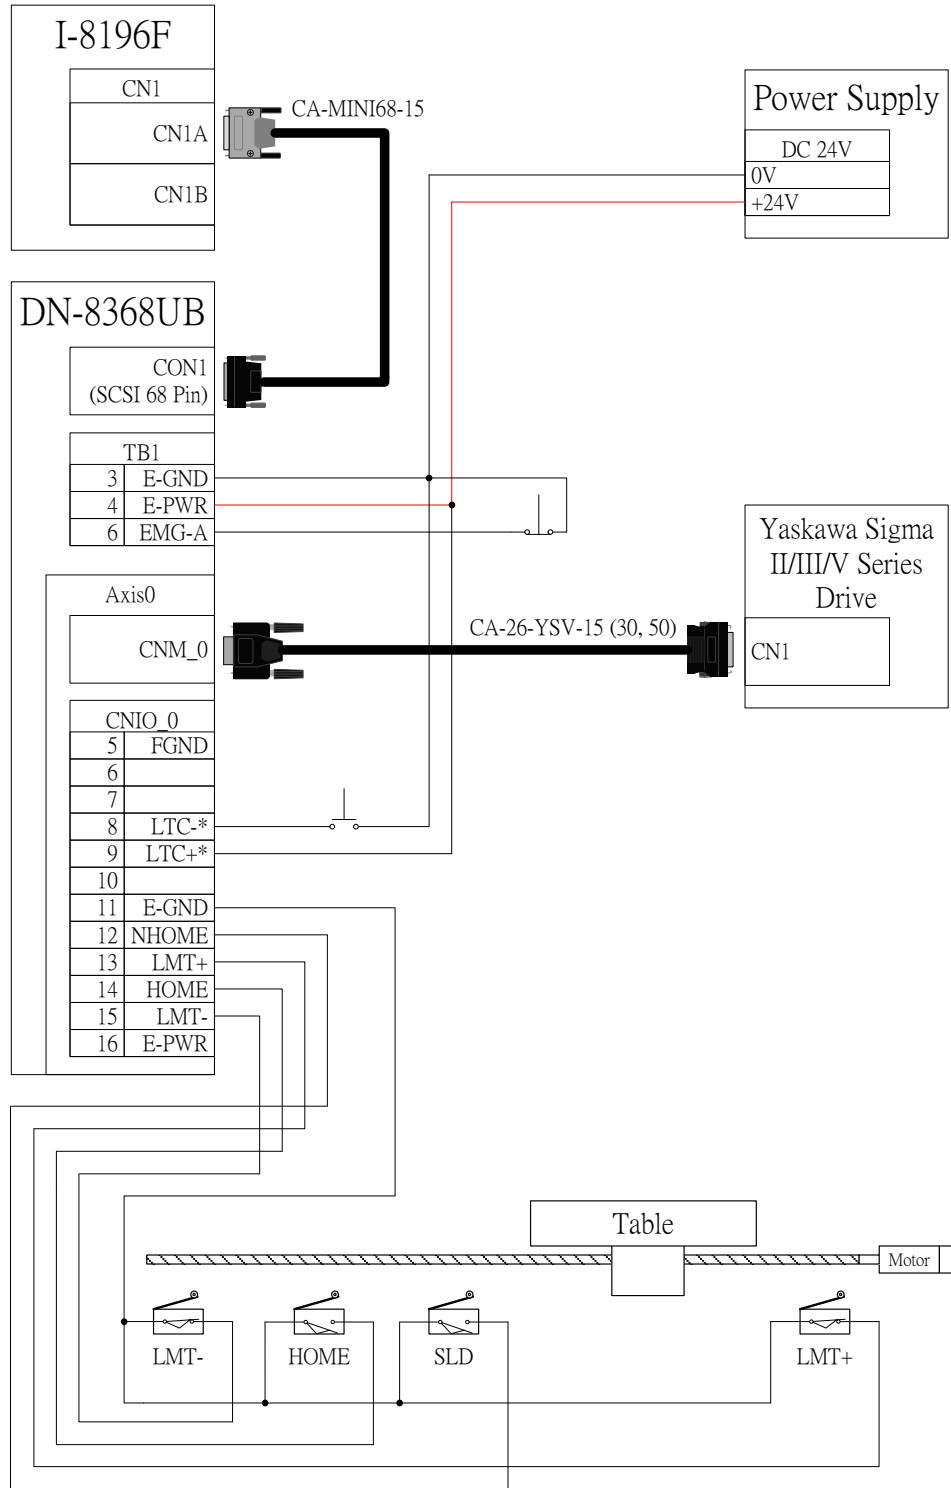 I-8196F
CN1
CN1A
CN1B
CA-MINI68-15
Power Supply
DC 24V
0V
+24V
DN-8368UB
CON1
(SCSI 68 Pin)
TB1
3 E-GND
4 E-PWR
6 EMG-A
Axis0
CNM_0
CA-26-YSV-15 (30, 50)
Yaskawa Sigma
II/III/V Series
Drive
CN1
CNIO_0
5 FGND
6
7
8 LTC-*
9 LTC+*
10
11 E-GND
12 NHOME
13 LMT+
14 HOME
15 LMT-
16 E-PWR
Table
Motor
LMT-
HOME
SLD
LMT+